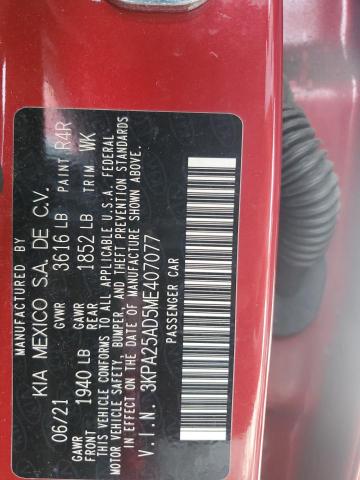 MANUFACTURED BY
KIA MEXICO S.A. DE C.V.
06/21 GVWR 3616 LB PAINT R4R
GAWR FRONT 1940 LB GAWR REAR 1852 LB TRIM WK
THIS VEHICLE CONFORMS TO ALL APPLICABLE U.S.A. FEDERAL
MOTOR VEHICLE SAFETY, BUMPER, AND THEFT PREVENTION STANDARDS
IN EFFECT ON THE DATE OF MANUFACTURE SHOWN ABOVE.
V.I.N. 3KPA25AD5ME407077
PASSENGER CAR